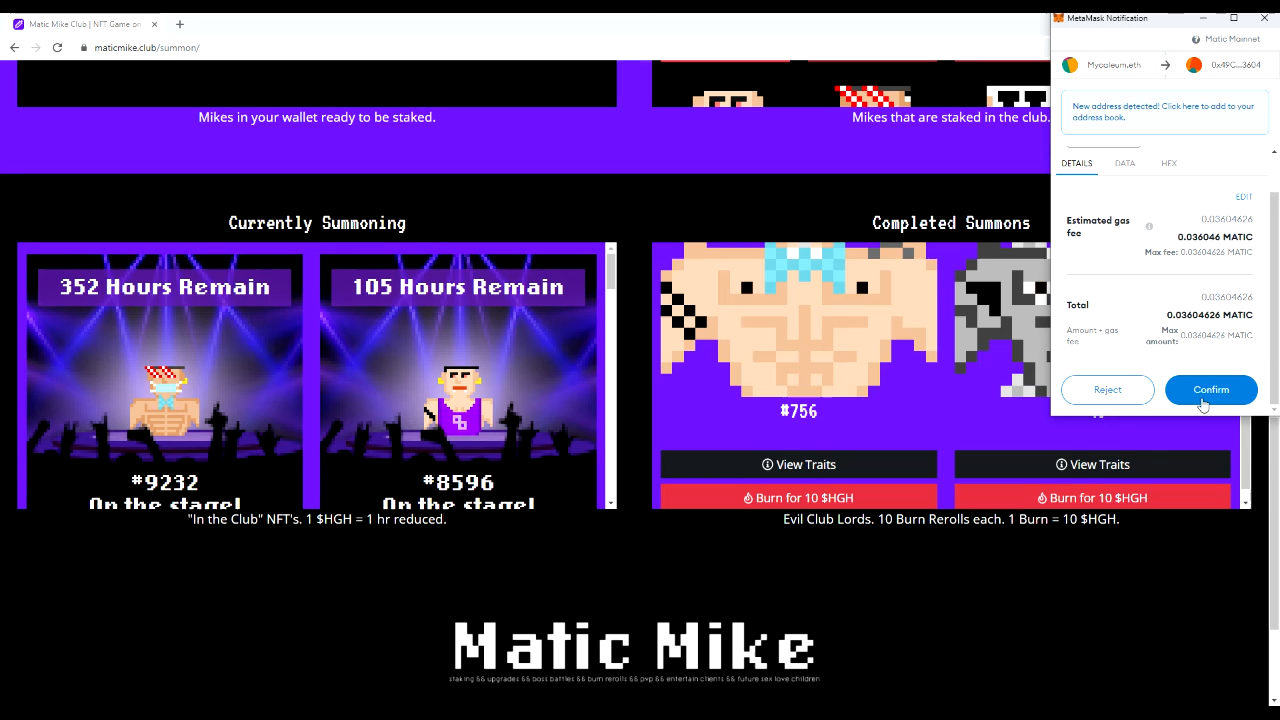 Matic Mike Club | NFT Game on
maticmike.club/summon/
Mikes in your wallet ready to be staked.
Mikes that are staked in the club.
Currently Summoning
352 Hours Remain
105 Hours Remain
#9232
On the stage!
#8596
On the stage!
"In the Club" NFT's. 1 $HGH = 1 hr reduced.
Completed Summons
#756
View Traits
View Traits
Burn for 10 $HGH
Burn for 10 $HGH
Evil Club Lords. 10 Burn Rerolls each. 1 Burn = 10 $HGH.
Matic Mike
staking && upgrades && boss battles && burn rerolls && pvp && entertain clients && future sex love children
MetaMask Notification
Matic Mainnet
Mycaleum.eth
0x49C...3604
New address detected! Click here to add to your
address book.
DETAILS
DATA
HEX
EDIT
Estimated gas
fee
0.03604626
0.036046 MATIC
Max fee: 0.03604626 MATIC
Total
0.03604626
0.03604626 MATIC
Amount + gas
fee
Max
amount: 0.03604626 MATIC
Reject
Confirm